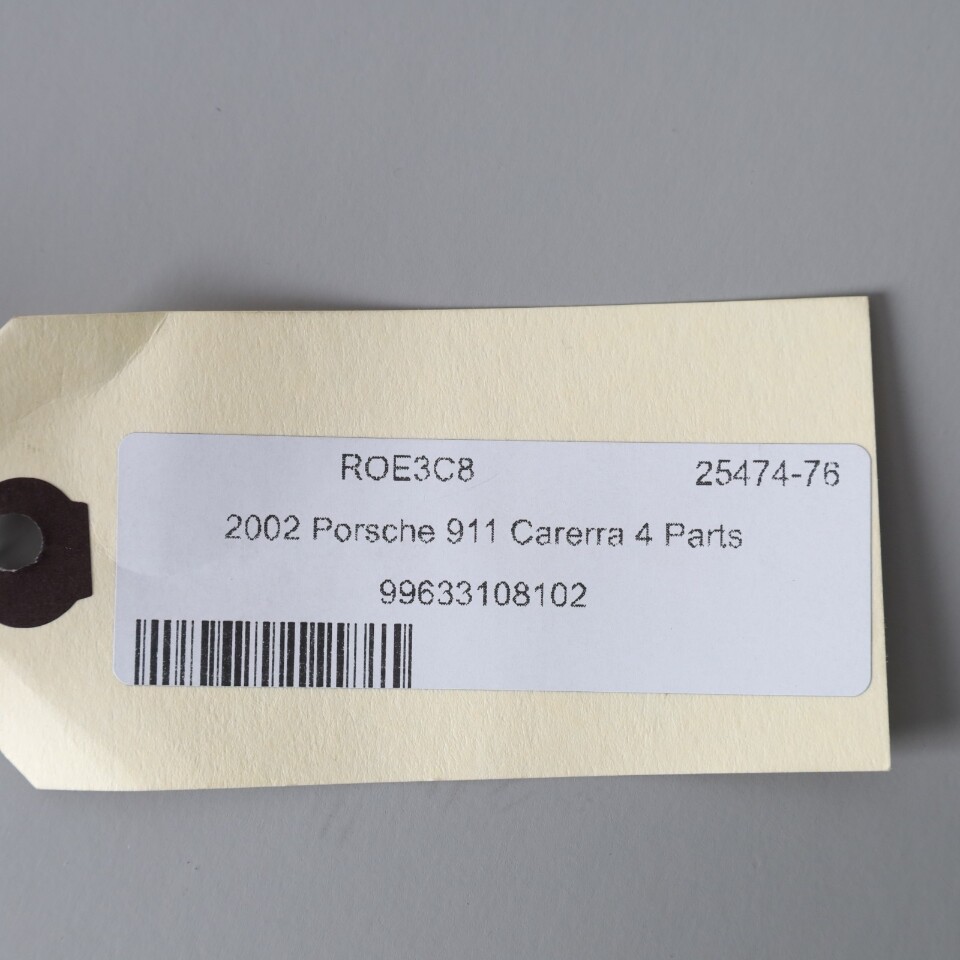 ROE3C8 25474-76
2002 Porsche 911 Carerra 4 Parts
99633108102